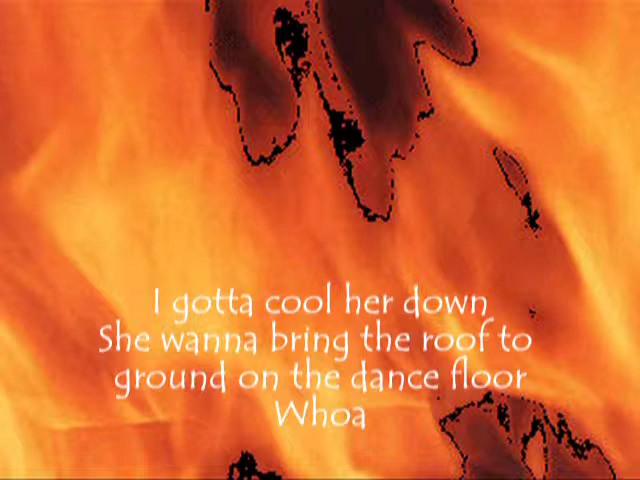 I gotta cool her down
She wanna bring the roof to
ground on the dance floor
Whoa